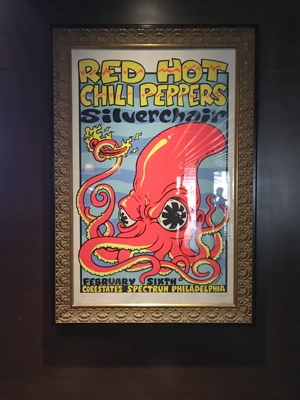 RED HOT
CHILI PEPPERS
Silverchair
FEBRUARY SIXTH
CORESTATES SPECTRUM PHILADELPHIA